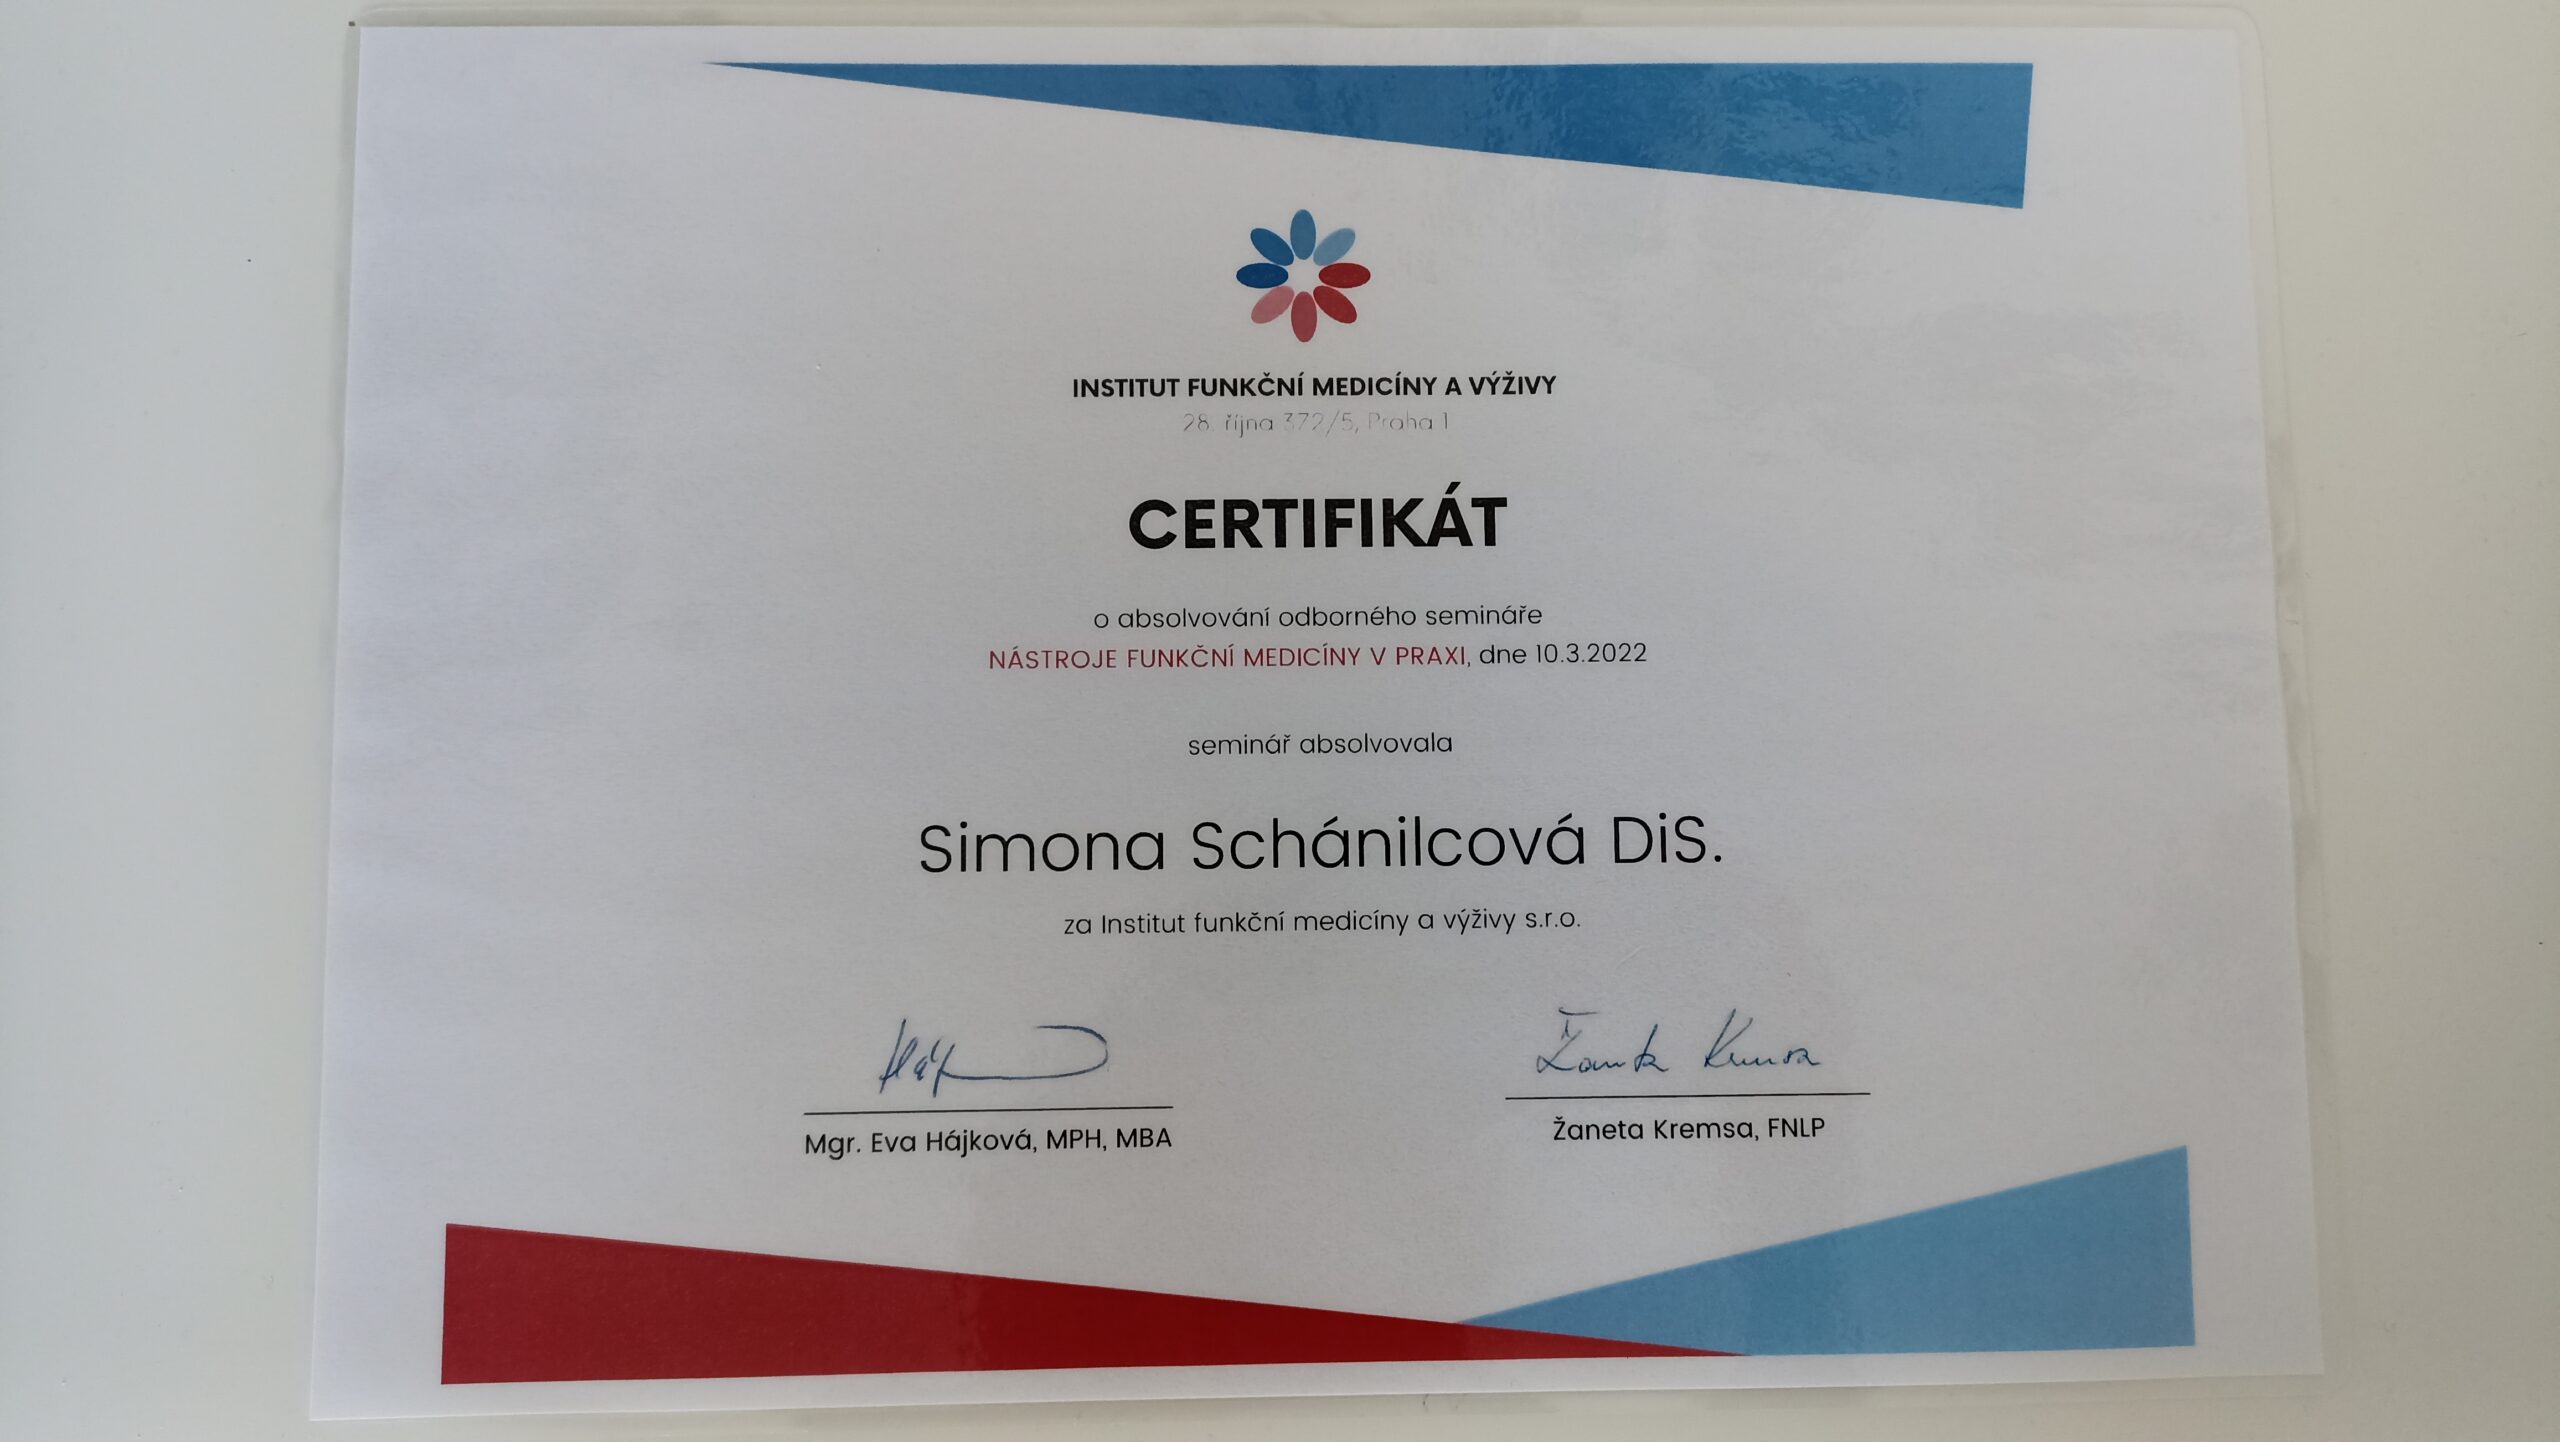 INSTITUT FUNKČNÍ MEDICÍNY A VÝŽIVY
28. října 372/5, Praha 1
CERTIFIKÁT
o absolvování odborného semináře
NÁSTROJE FUNKČNÍ MEDICÍNY V PRAXI, dne 10.3.2022
seminář absolvovala
Simona Schánilcová DiS.
za Institut funkční medicíny a výživy s.r.o.
Mgr. Eva Hájková, MPH, MBA
Žaneta Kremsa, FNLP